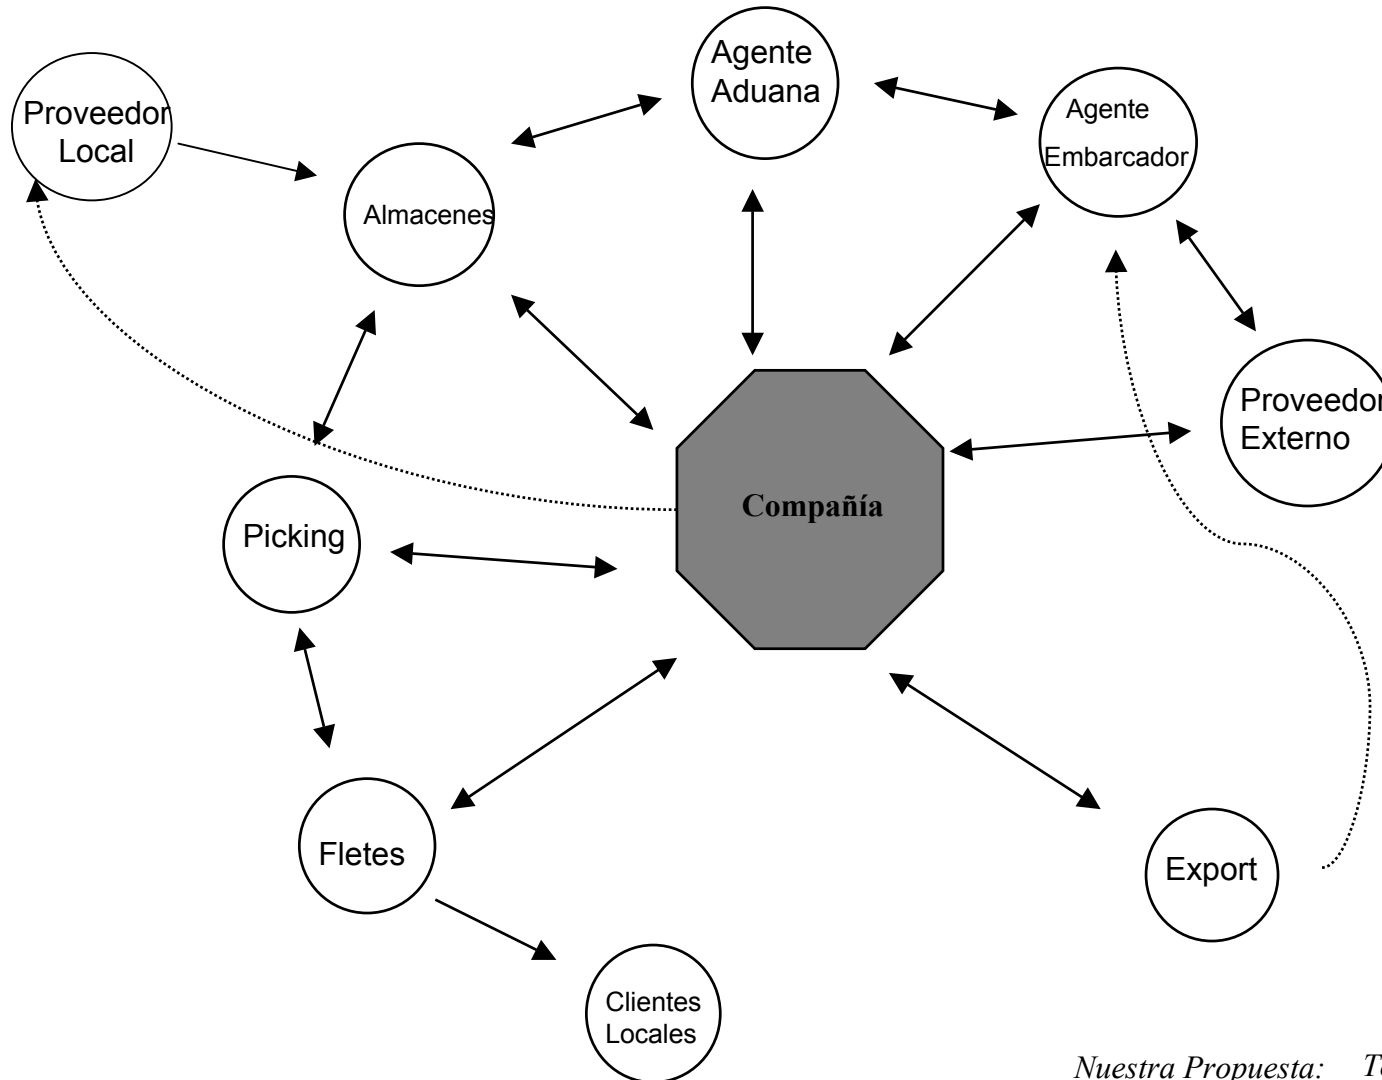 Agente
Aduana
Agente
Embarcador
Proveedor
Local
Almacenes
Proveedor
Externo
Compañía
Picking
Fletes
Export
Clientes
Locales
Nuestra Propuesta: